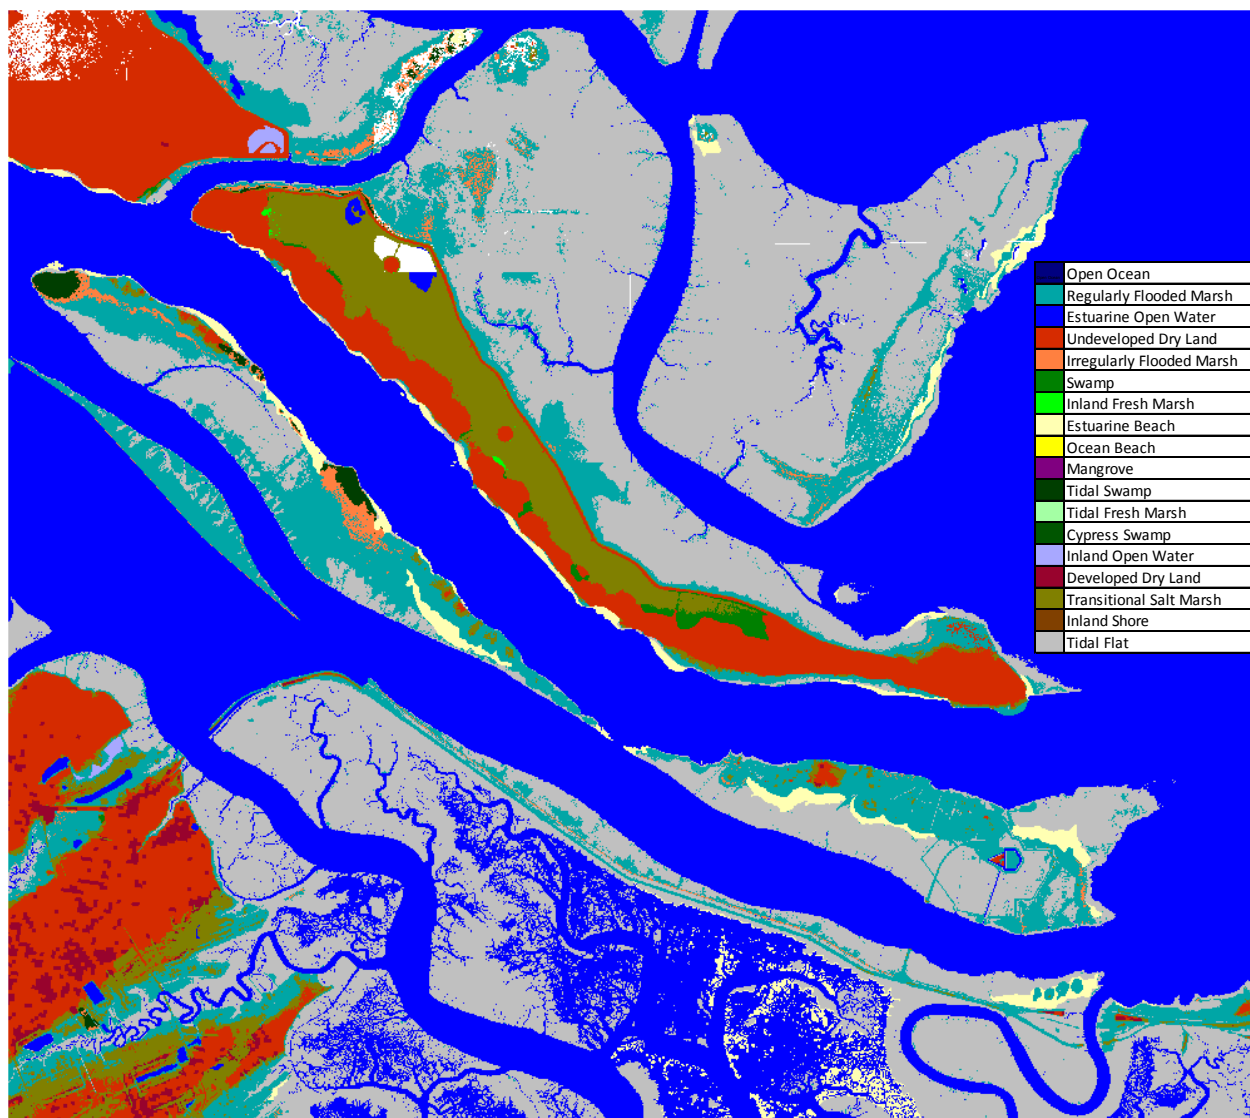 Open Ocean
Regularly Flooded Marsh
Estuarine Open Water
Undeveloped Dry Land
Irregularly Flooded Marsh
Swamp
Inland Fresh Marsh
Estuarine Beach
Ocean Beach
Mangrove
Tidal Swamp
Tidal Fresh Marsh
Cypress Swamp
Inland Open Water
Developed Dry Land
Transitional Salt Marsh
Inland Shore
Tidal Flat